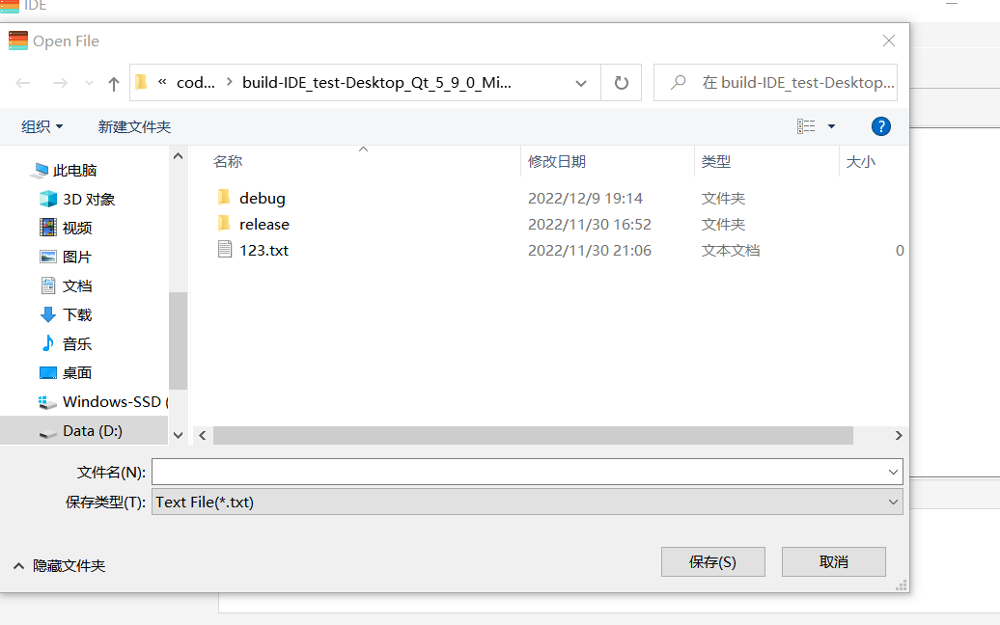 IDE
Open File
« cod... > build-IDE_test-Desktop_Qt_5_9_0_Mi...
在 build-IDE_test-Desktop...
组织 新建文件夹
名称 修改日期 类型 大小
此电脑
3D 对象
视频
图片
文档
下载
音乐
桌面
Windows-SSD (
Data (D:)
debug 2022/12/9 19:14 文件夹
release 2022/11/30 16:52 文件夹
123.txt 2022/11/30 21:06 文本文档 0
文件名(N):
保存类型(T): Text File(*.txt)
隐藏文件夹
保存(S) 取消